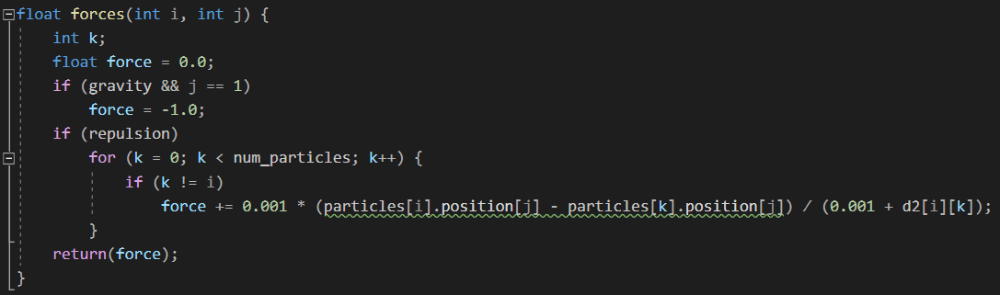 float forces(int i, int j) {
    int k;
    float force = 0.0;
    if (gravity && j == 1)
        force = -1.0;
    if (repulsion)
        for (k = 0; k < num_particles; k++) {
            if (k != i)
                force += 0.001 * (particles[i].position[j] - particles[k].position[j]) / (0.001 + d2[i][k]);
        }
    return(force);
}